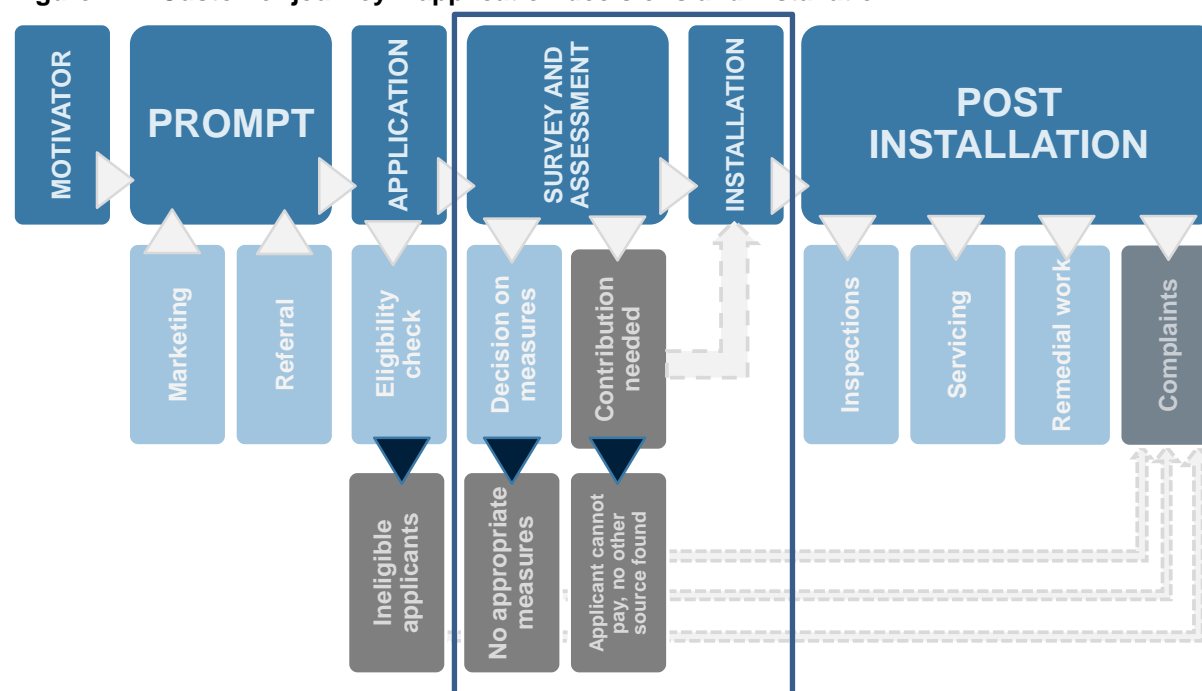 MOTIVATOR
PROMPT
APPLICATION
SURVEY AND
ASSESSMENT
INSTALLATION
POST
INSTALLATION
Marketing
Referral
Eligibility
check
Decision on
measures
Contribution
needed
Inspections
Servicing
Remedial work
Complaints
Ineligible
applicants
No appropriate
measures
Applicant cannot
pay, no other
source found